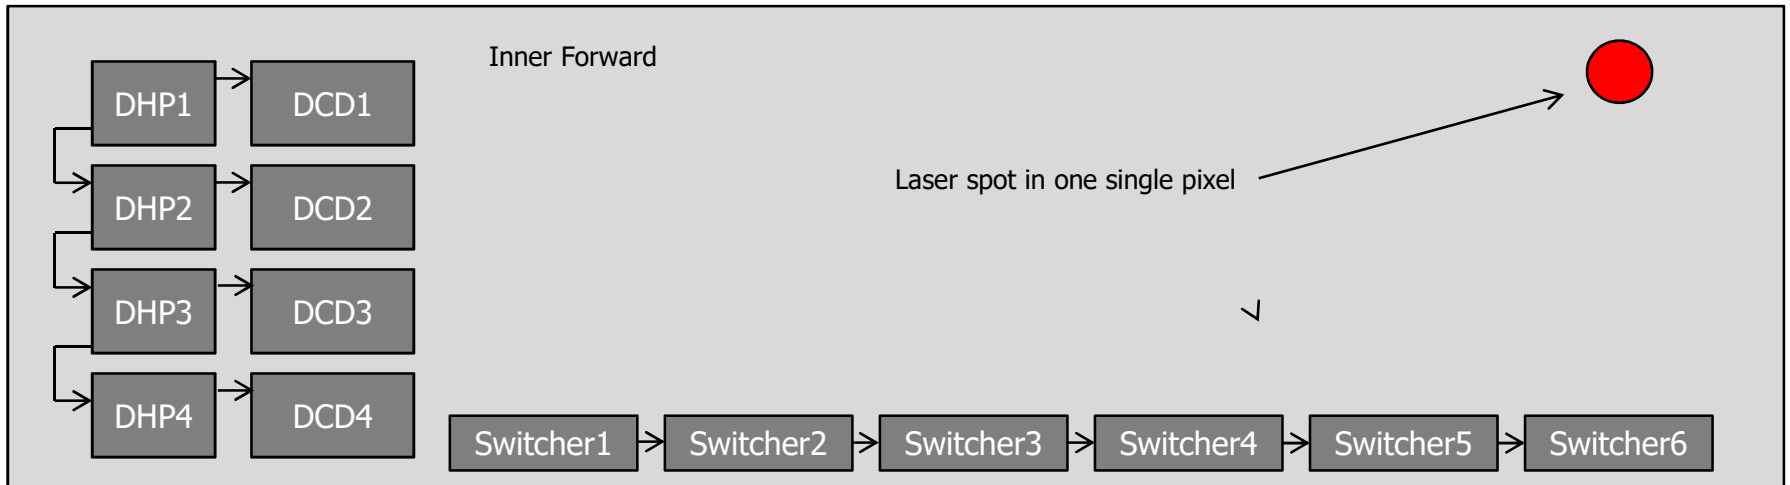 Inner Forward
DHP1
DCD1
DHP2
DCD2
Laser spot in one single pixel
DHP3
DCD3
DHP4
DCD4
Switcher1
Switcher2
Switcher3
Switcher4
Switcher5
Switcher6